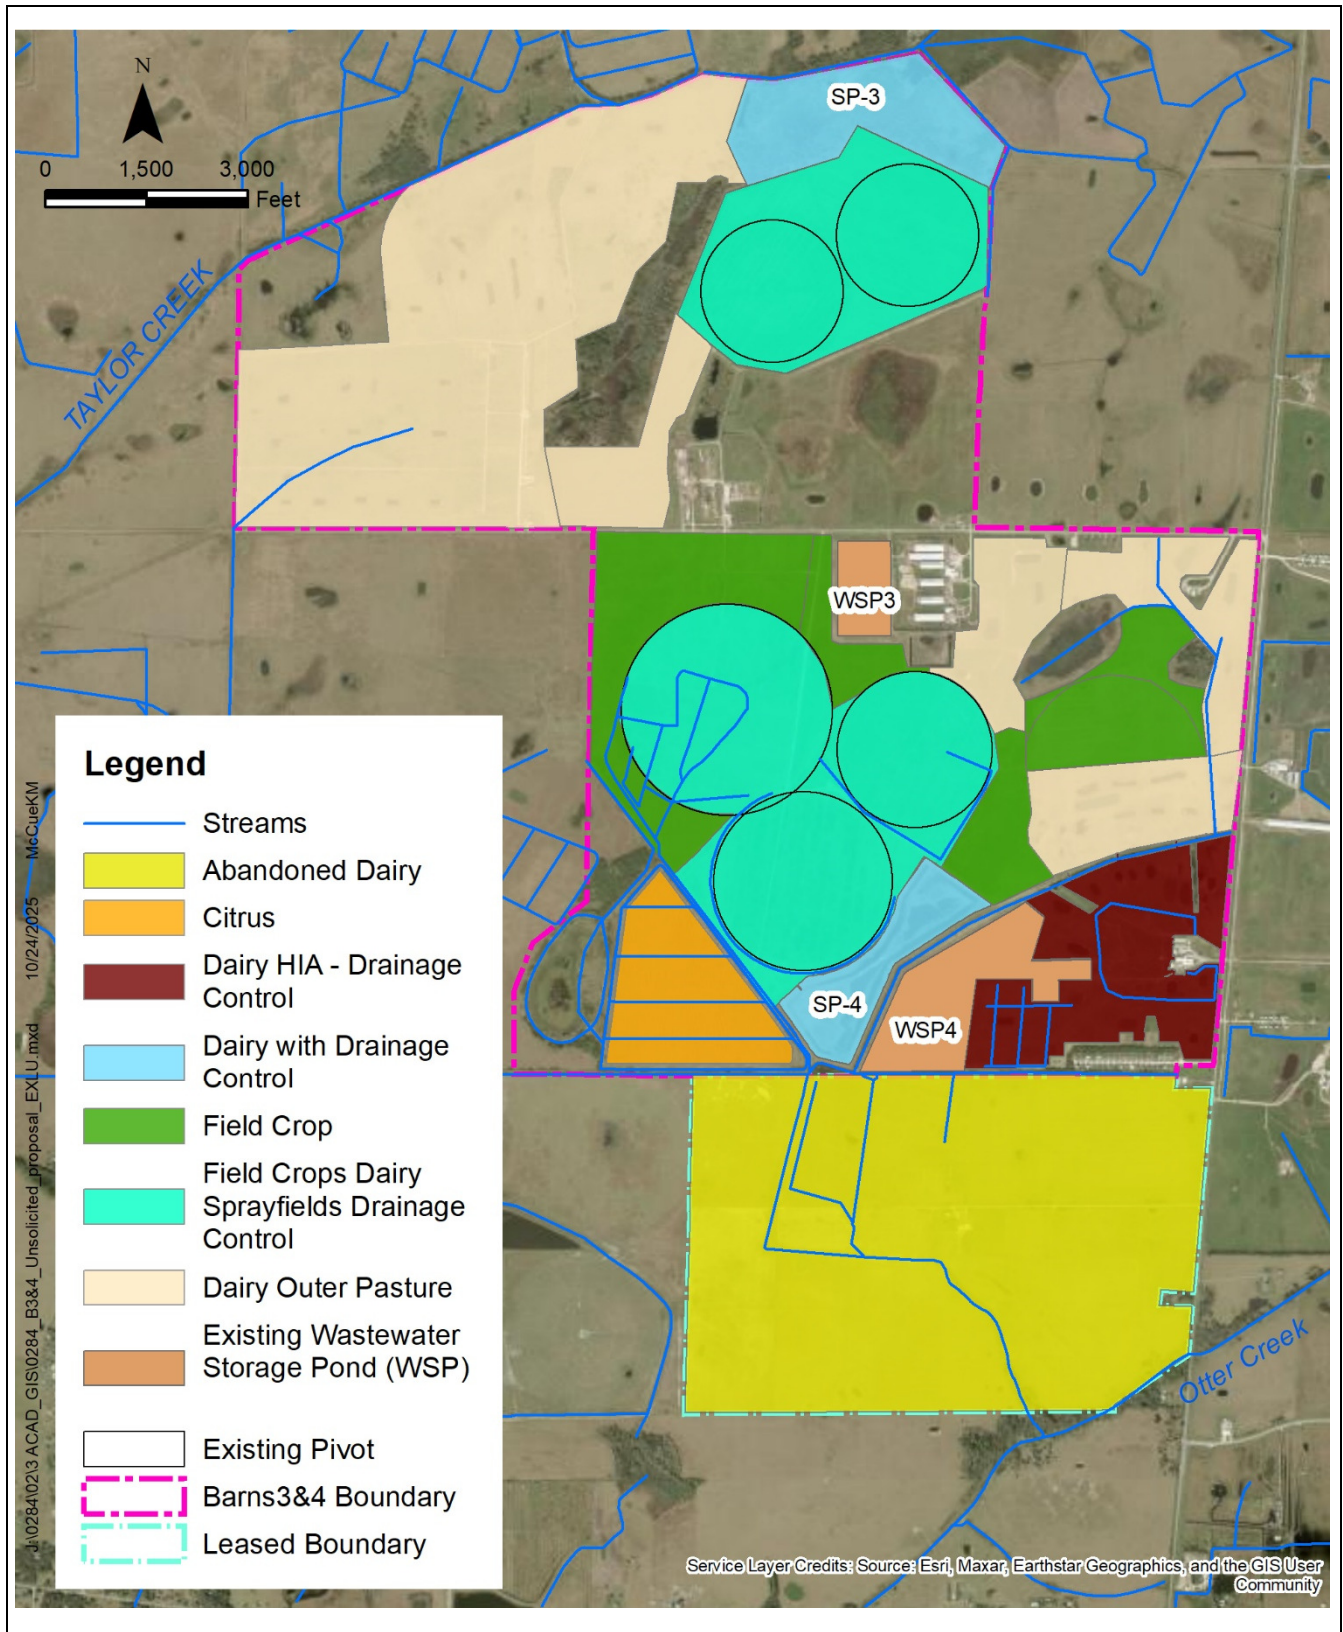 SP-3
N
0 1,500 3,000
Feet
TAYLOR CREEK
WSP3
Legend
Streams
Abandoned Dairy
Citrus
Dairy HIA - Drainage
Control
Dairy with Drainage
Control
Field Crop
Field Crops Dairy
Sprayfields Drainage
Control
Dairy Outer Pasture
Existing Wastewater
Storage Pond (WSP)
Existing Pivot
Barns3&4 Boundary
Leased Boundary
SP-4
WSP4
Otter Creek
J:\0284\02\3 ACAD_GIS\0284_B3&4_Unsolicited_proposal_EXLU.mxd 10/24/2025 McCueKM
Service Layer Credits: Source: Esri, Maxar, Earthstar Geographics, and the GIS User
Community